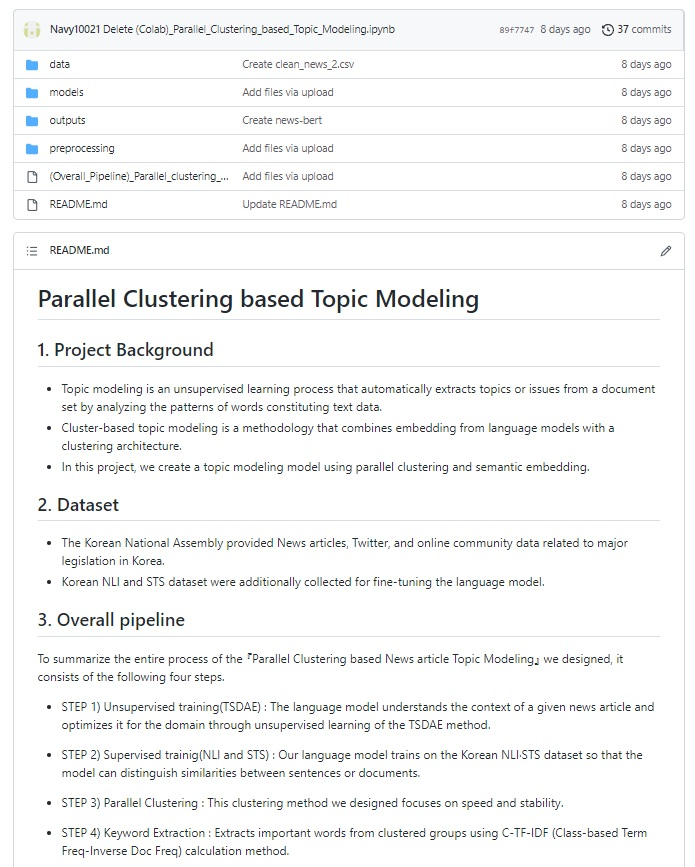 Navy10021 Delete (Colab)_Parallel_Clustering_based_Topic_Modeling.ipynb 89f7747 8 days ago 37 commits
data Create clean_news_2.csv 8 days ago
models Add files via upload 8 days ago
outputs Create news-bert 8 days ago
preprocessing Add files via upload 8 days ago
(Overall_Pipeline)_Parallel_clustering_... Add files via upload 8 days ago
README.md Update README.md 8 days ago
README.md
Parallel Clustering based Topic Modeling
1. Project Background
• Topic modeling is an unsupervised learning process that automatically extracts topics or issues from a document
set by analyzing the patterns of words constituting text data.
• Cluster-based topic modeling is a methodology that combines embedding from language models with a
clustering architecture.
• In this project, we create a topic modeling model using parallel clustering and semantic embedding.
2. Dataset
• The Korean National Assembly provided News articles, Twitter, and online community data related to major
legislation in Korea.
• Korean NLI and STS dataset were additionally collected for fine-tuning the language model.
3. Overall pipeline
To summarize the entire process of the『Parallel Clustering based News article Topic Modeling』we designed, it
consists of the following four steps.
• STEP 1) Unsupervised training(TSDAE) : The language model understands the context of a given news article and
optimizes it for the domain through unsupervised learning of the TSDAE method.
• STEP 2) Supervised trainig(NLI and STS) : Our language model trains on the Korean NLI·STS dataset so that the
model can distinguish similarities between sentences or documents.
• STEP 3) Parallel Clustering : This clustering method we designed focuses on speed and stability.
• STEP 4) Keyword Extraction : Extracts important words from clustered groups using C-TF-IDF (Class-based Term
Freq-Inverse Doc Freq) calculation method.